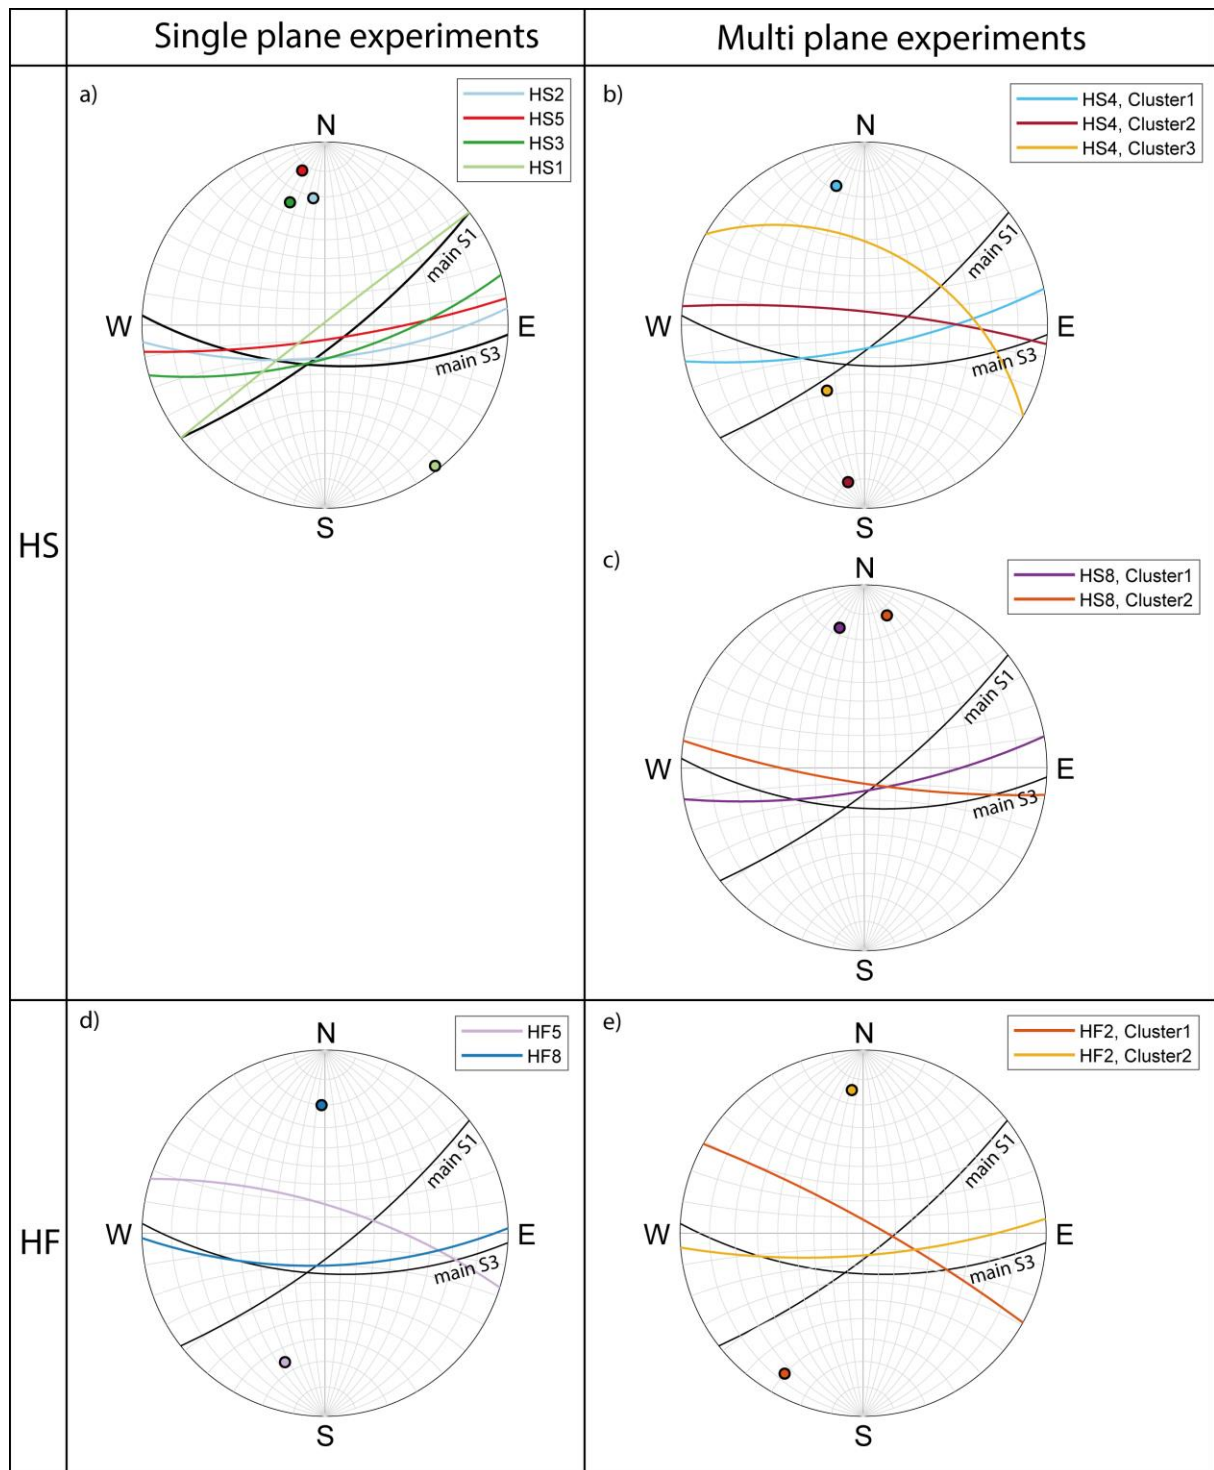 Single plane experiments
Multi plane experiments
HS
a)
HS2
HS5
HS3
HS1
N
W
E
S
main S1
main S3
b)
HS4, Cluster1
HS4, Cluster2
HS4, Cluster3
N
W
E
S
main S1
main S3
c)
HS8, Cluster1
HS8, Cluster2
N
W
E
S
main S1
main S3
HF
d)
HF5
HF8
N
W
E
S
main S1
main S3
e)
HF2, Cluster1
HF2, Cluster2
N
W
E
S
main S1
main S3